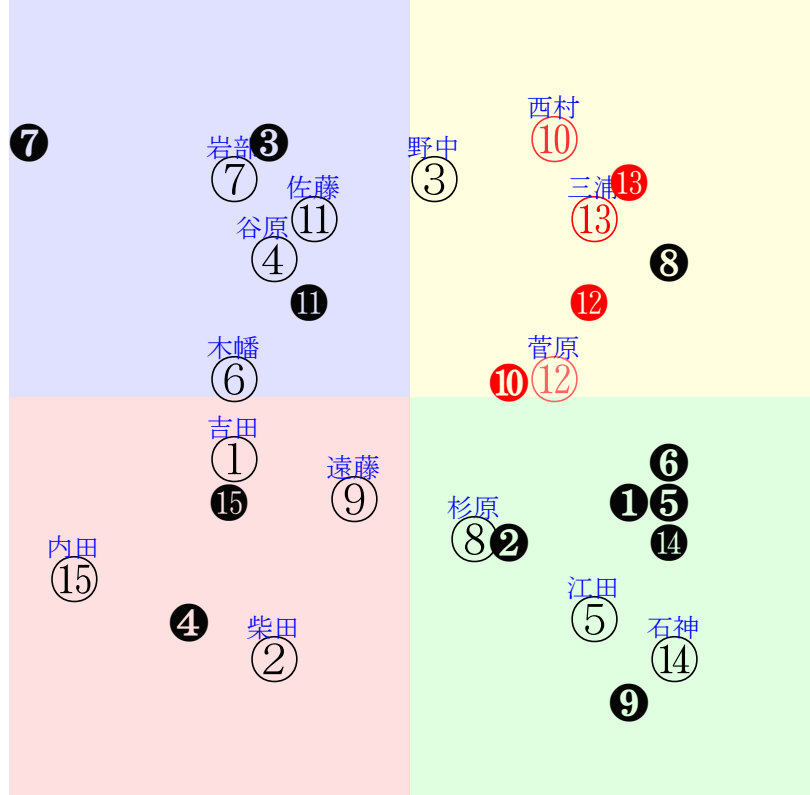 西村
⑩
❼
岩部
❸
野中
⑦
③
佐藤
三浦
⓭
⑪
⑬
谷原
④
❽
⓫
⓬
木幡
菅原
⑥
❿
⑫
吉田
①
❻
遠藤
⓯
⑨
杉原
❶
❺
⑧
❷
⓮
内田
⑮
江田
❹
⑤
柴田
石神
②
⑭
❾